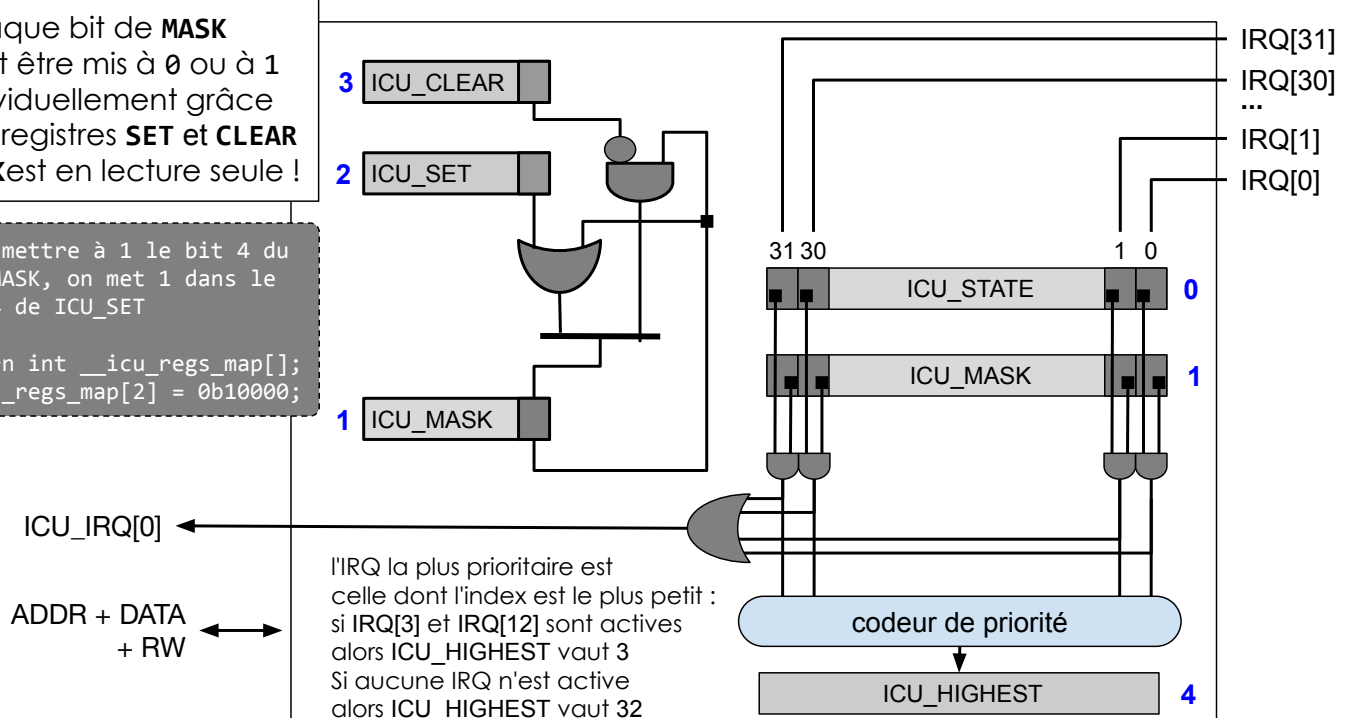 aque bit de MASK
t être mis à 0 ou à 1
viduellement grâce
registres SET et CLEAR
est en lecture seule !
mettre à 1 le bit 4 du
MASK, on met 1 dans le
de ICU_SET
n int __icu_regs_map[];
_regs_map[2] = 0b10000;
3 ICU_CLEAR
2 ICU_SET
1 ICU_MASK
IRQ[31]
IRQ[30]
...
IRQ[1]
IRQ[0]
31 30 1 0
ICU_STATE 0
ICU_MASK 1
ICU_IRQ[0]
ADDR + DATA
+ RW
l'IRQ la plus prioritaire est
celle dont l'index est le plus petit :
si IRQ[3] et IRQ[12] sont actives
alors ICU_HIGHEST vaut 3
Si aucune IRQ n'est active
alors ICU_HIGHEST vaut 32
codeur de priorité
ICU_HIGHEST 4